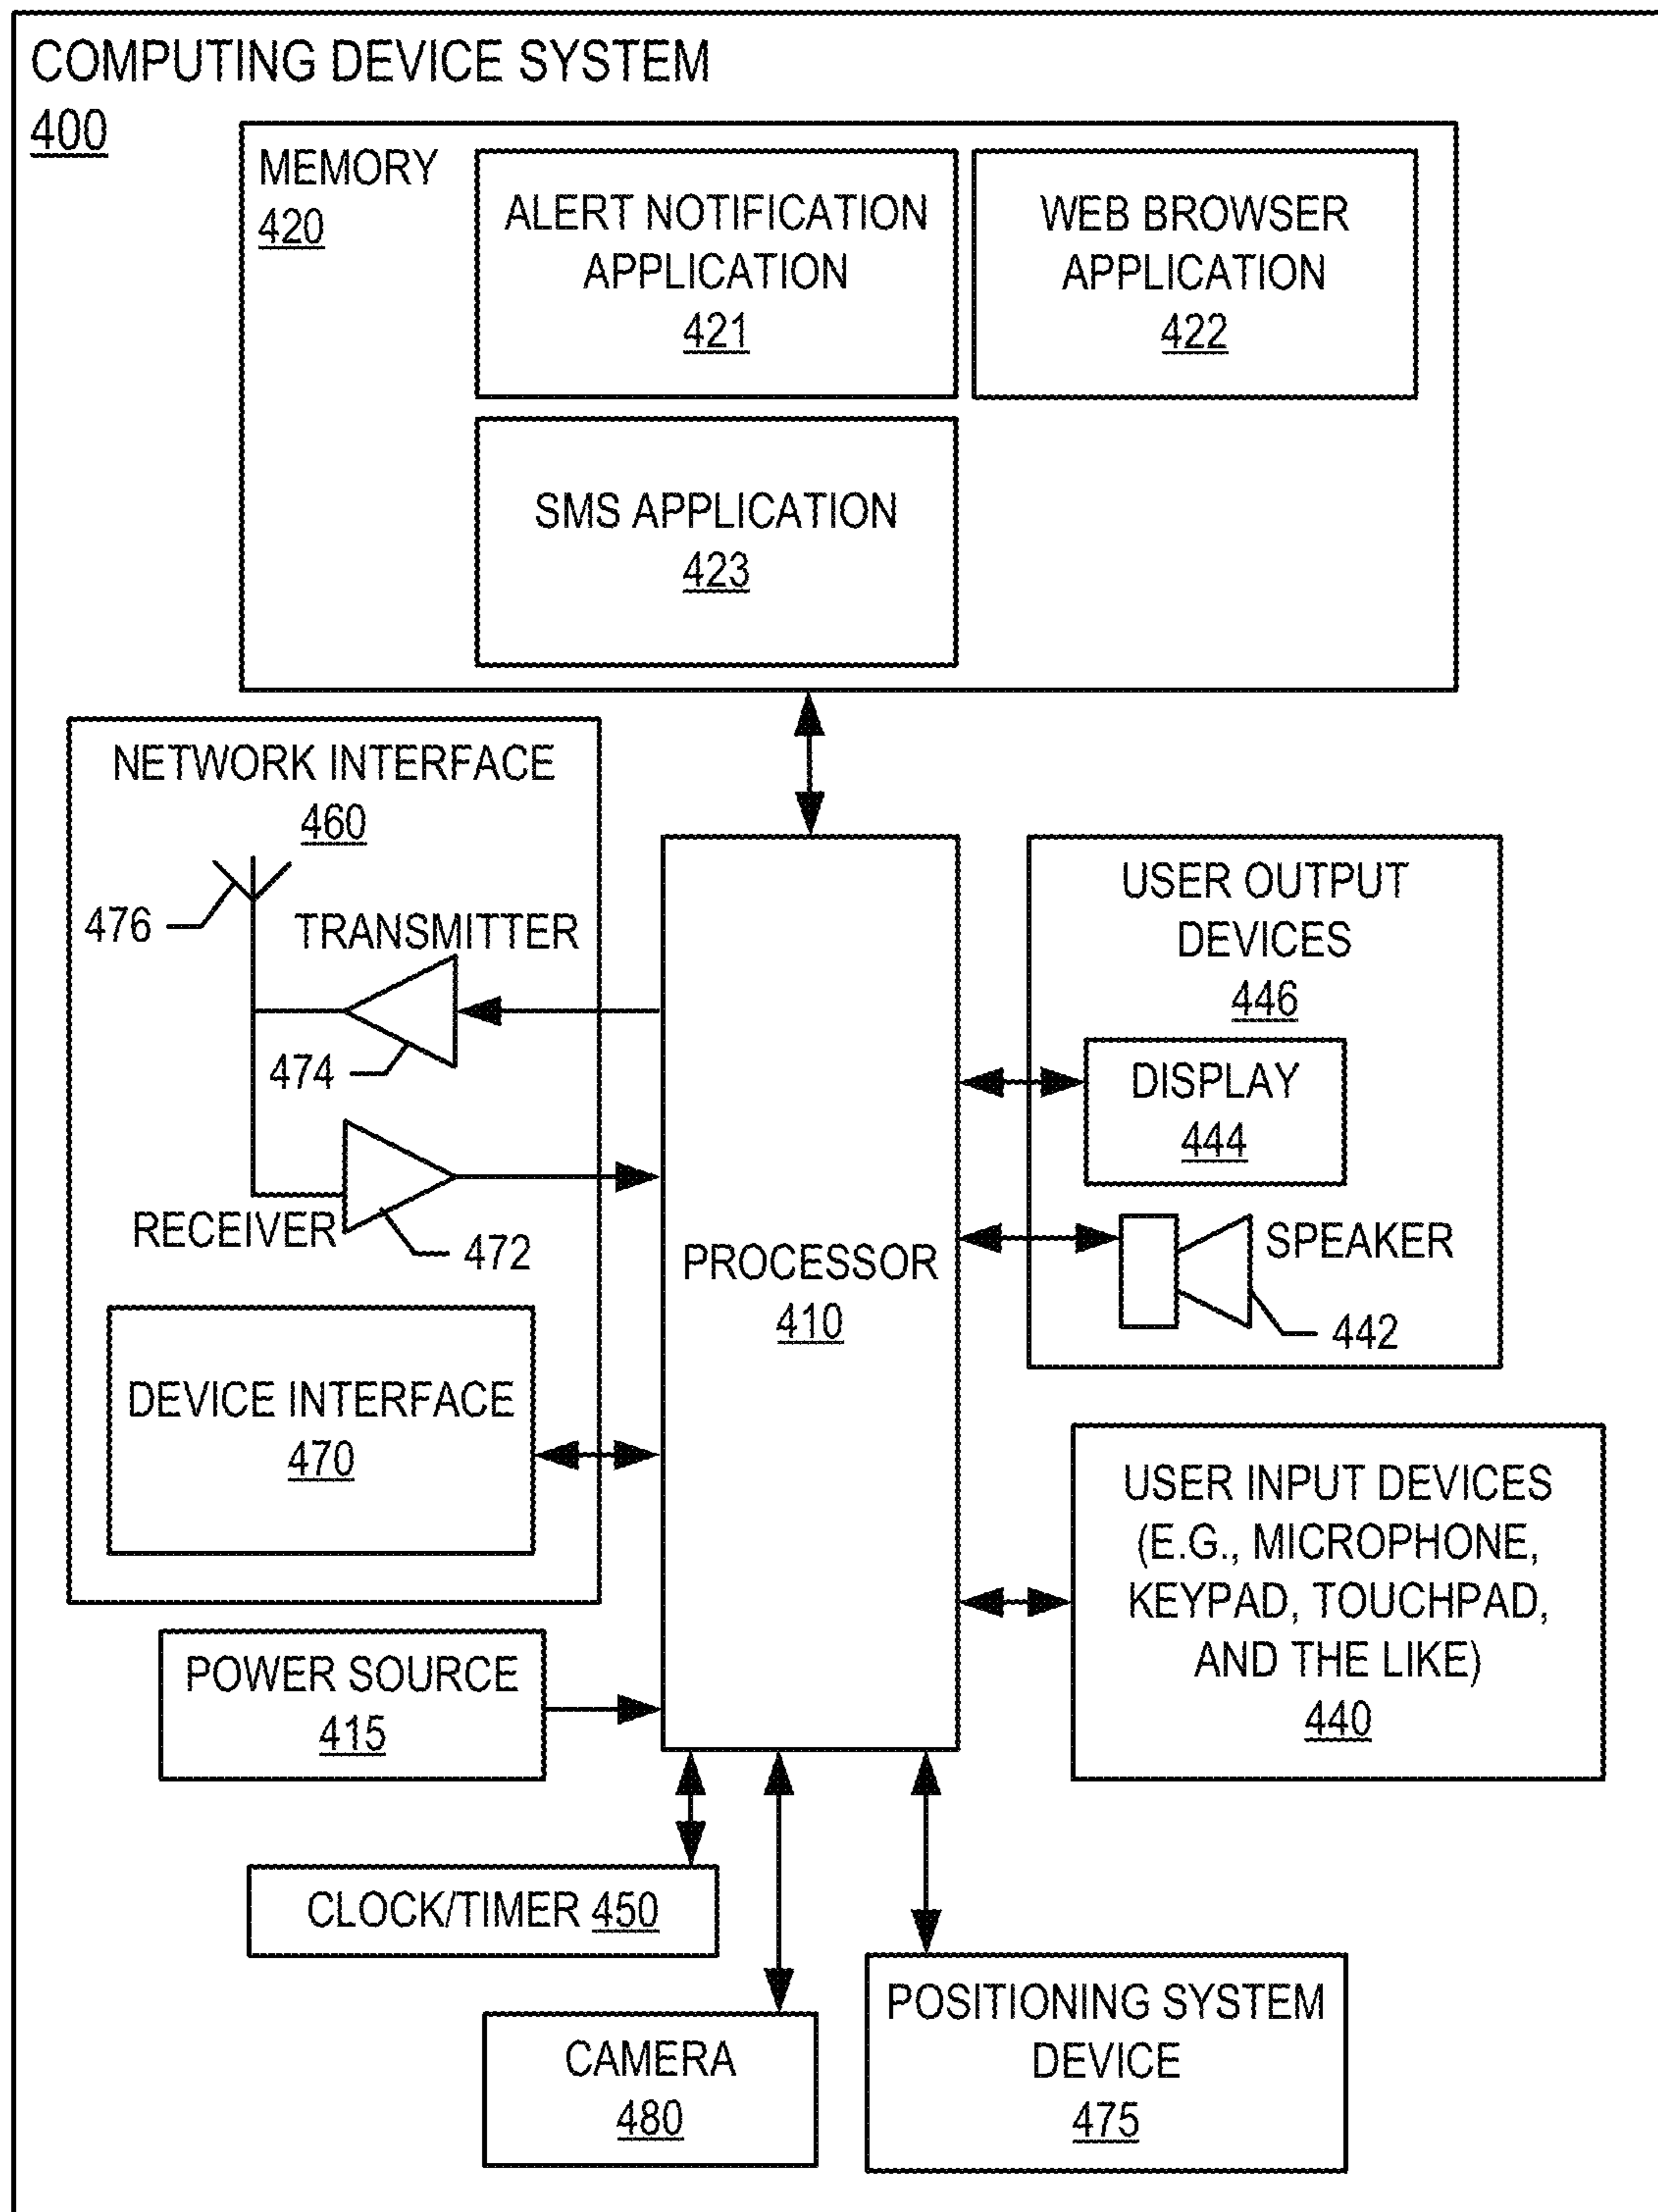 COMPUTING DEVICE SYSTEM
400
MEMORY
420
ALERT NOTIFICATION
APPLICATION
421
WEB BROWSER
APPLICATION
422
SMS APPLICATION
423
NETWORK INTERFACE
460
476
TRANSMITTER
474
RECEIVER
472
DEVICE INTERFACE
470
PROCESSOR
410
USER OUTPUT
DEVICES
446
DISPLAY
444
SPEAKER
442
USER INPUT DEVICES
(E.G., MICROPHONE,
KEYPAD, TOUCHPAD,
AND THE LIKE)
440
POWER SOURCE
415
CLOCK/TIMER 450
CAMERA
480
POSITIONING SYSTEM
DEVICE
475